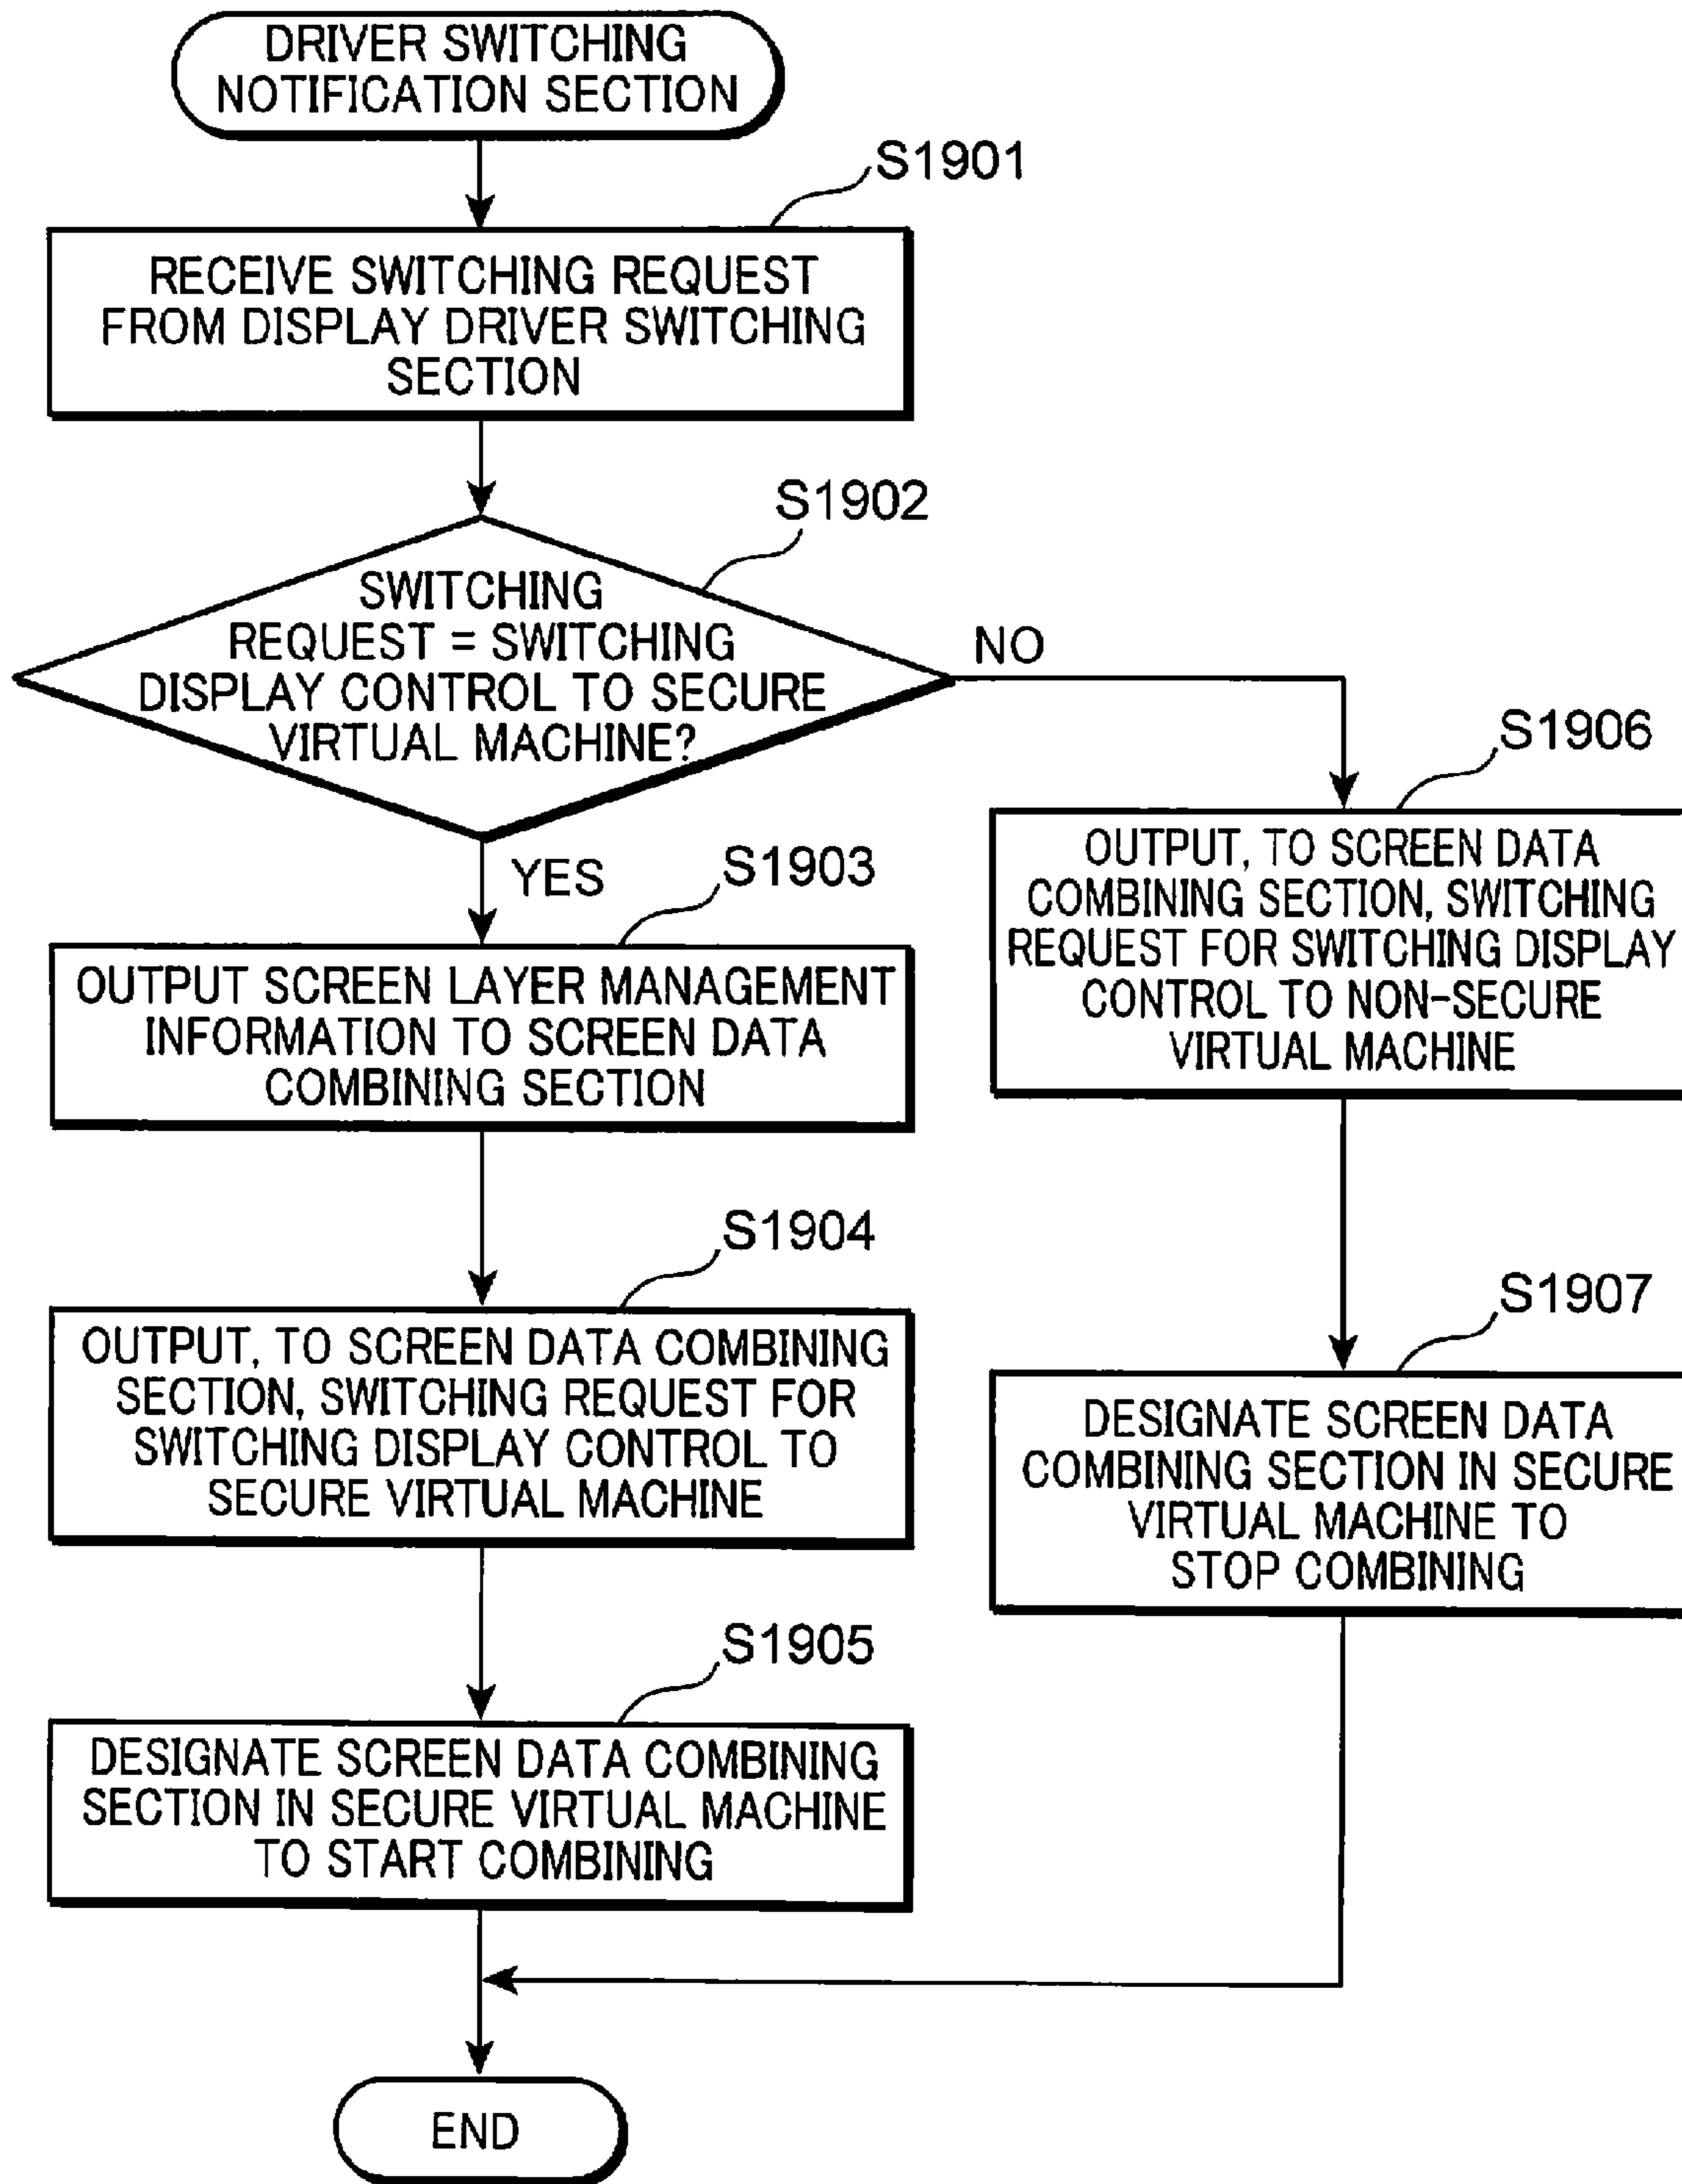 DRIVER SWITCHING
NOTIFICATION SECTION
S1901
RECEIVE SWITCHING REQUEST
FROM DISPLAY DRIVER SWITCHING
SECTION
S1902
SWITCHING
REQUEST = SWITCHING
DISPLAY CONTROL TO SECURE
VIRTUAL MACHINE?
NO
YES
S1903
OUTPUT SCREEN LAYER MANAGEMENT
INFORMATION TO SCREEN DATA
COMBINING SECTION
S1904
OUTPUT, TO SCREEN DATA COMBINING
SECTION, SWITCHING REQUEST FOR
SWITCHING DISPLAY CONTROL TO
SECURE VIRTUAL MACHINE
S1905
DESIGNATE SCREEN DATA COMBINING
SECTION IN SECURE VIRTUAL MACHINE
TO START COMBINING
S1906
OUTPUT, TO SCREEN DATA
COMBINING SECTION, SWITCHING
REQUEST FOR SWITCHING DISPLAY
CONTROL TO NON-SECURE
VIRTUAL MACHINE
S1907
DESIGNATE SCREEN DATA
COMBINING SECTION IN SECURE
VIRTUAL MACHINE TO
STOP COMBINING
END